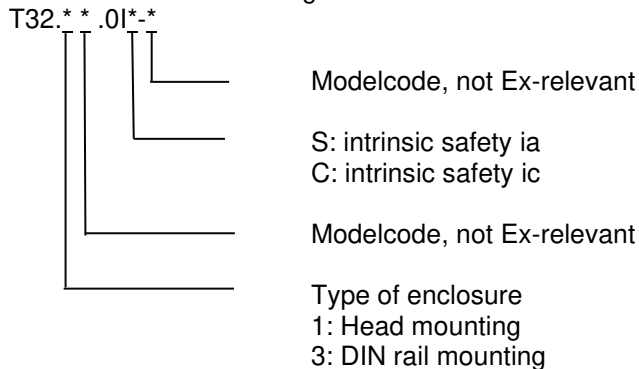 T32.* * .0I*-*
Modelcode, not Ex-relevant
S: intrinsic safety ia
C: intrinsic safety ic
Modelcode, not Ex-relevant
Type of enclosure
1: Head mounting
3: DIN rail mounting